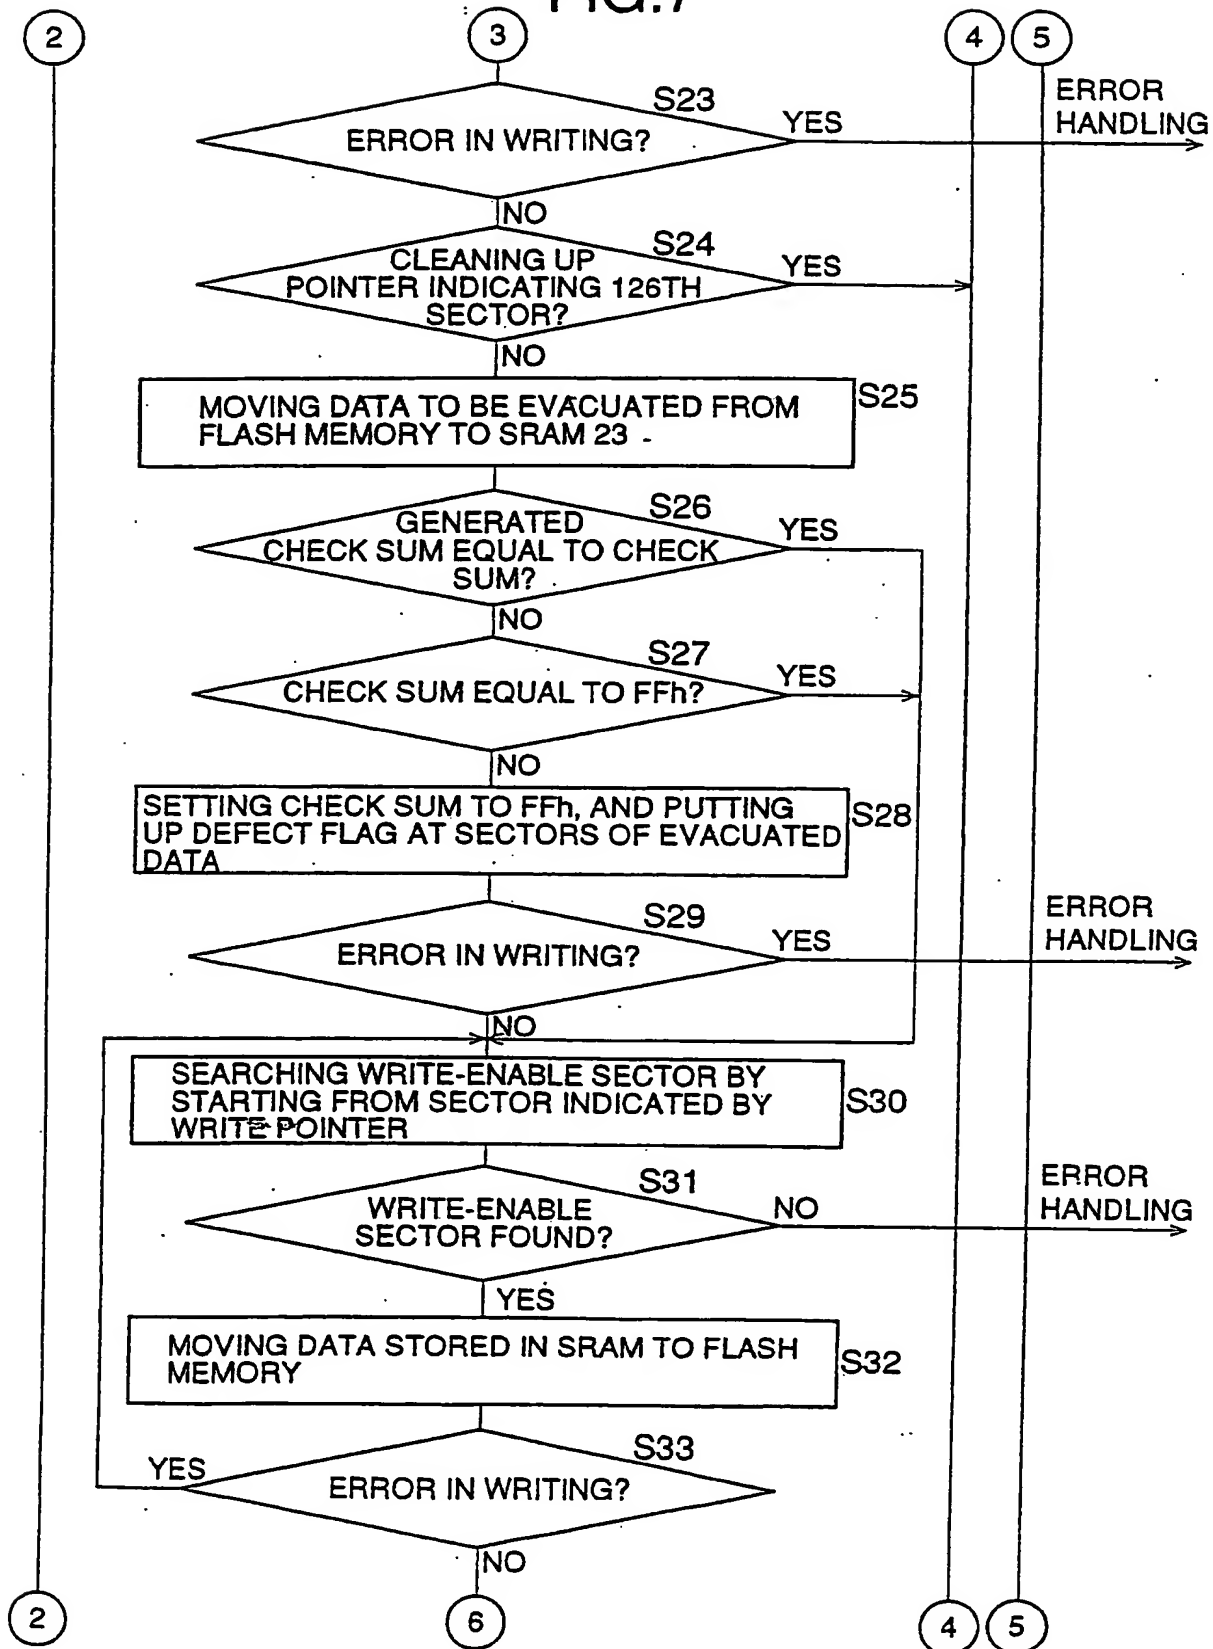 FIG.7
2
3
4
5
S23
ERROR IN WRITING?
YES
ERROR
HANDLING
NO
S24
CLEANING UP
POINTER INDICATING 126TH
SECTOR?
YES
NO
S25
MOVING DATA TO BE EVACUATED FROM
FLASH MEMORY TO SRAM 23
S26
GENERATED
CHECK SUM EQUAL TO CHECK
SUM?
YES
NO
S27
CHECK SUM EQUAL TO FFh?
YES
NO
SETTING CHECK SUM TO FFh, AND PUTTING
UP DEFECT FLAG AT SECTORS OF EVACUATED
DATA
S28
S29
ERROR IN WRITING?
YES
ERROR
HANDLING
NO
SEARCHING WRITE-ENABLE SECTOR BY
STARTING FROM SECTOR INDICATED BY
WRITE POINTER
S30
S31
WRITE-ENABLE
SECTOR FOUND?
NO
ERROR
HANDLING
YES
MOVING DATA STORED IN SRAM TO FLASH
MEMORY
S32
S33
YES
ERROR IN WRITING?
NO
2
6
4
5